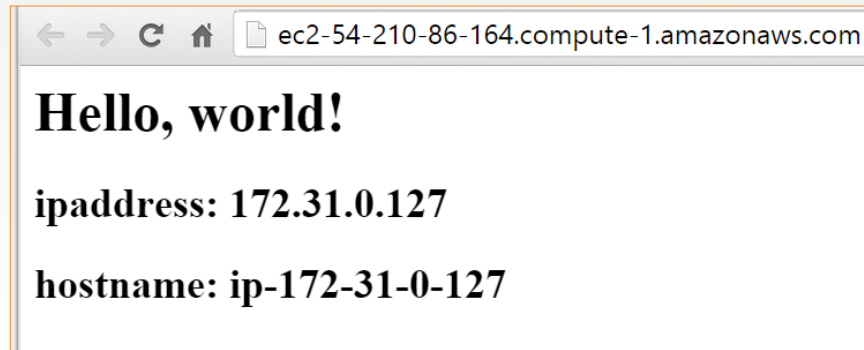 ec2-54-210-86-164.compute-1.amazonaws.com
Hello, world!
ipaddress: 172.31.0.127
hostname: ip-172-31-0-127